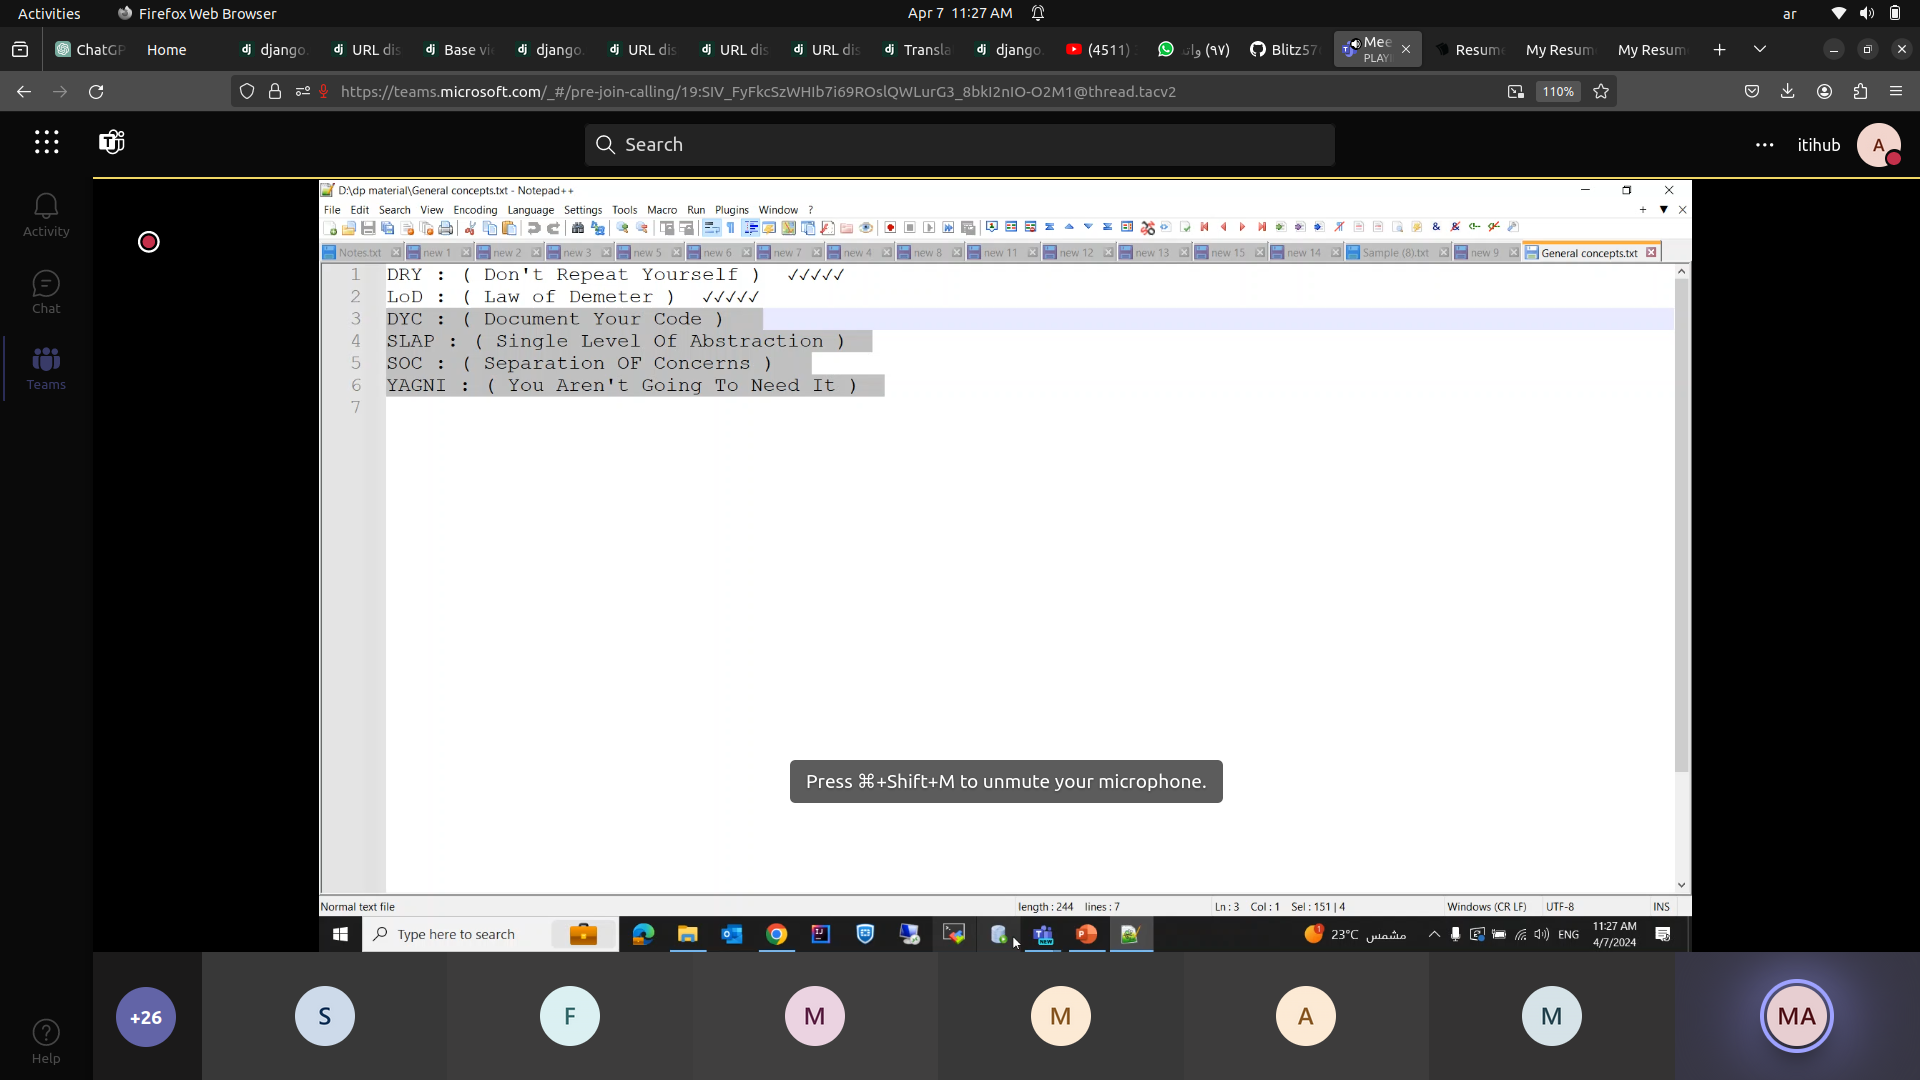 Activities Firefox Web Browser Apr 7 11:27 AM ar
ChatGP Home django. URL dis Base vi django. URL dis URL dis URL dis Transla django. (4511) (٩٧) واتـ Blitz57 Mee PLAYI Resume My Resum My Resum
https://teams.microsoft.com/_#/pre-join-calling/19:SIV_FyFkcSzWHIb7i69ROslQWLurG3_8bkI2nIO-O2M1@thread.tacv2 110%
Search itihub A
Activity
Chat
Teams
Help
D:\dp material\General concepts.txt - Notepad++
File Edit Search View Encoding Language Settings Tools Macro Run Plugins Window ?
Notes.txt new 1 new 2 new 3 new 5 new 6 new 7 new 4 new 8 new 11 new 12 new 13 new 15 new 14 Sample (8).txt new 9 General concepts.txt
1 DRY : ( Don't Repeat Yourself ) ✓✓✓✓✓
2 LoD : ( Law of Demeter ) ✓✓✓✓✓
3 DYC : ( Document Your Code )
4 SLAP : ( Single Level Of Abstraction )
5 SOC : ( Separation OF Concerns )
6 YAGNI : ( You Aren't Going To Need It )
7
Press ⌘+Shift+M to unmute your microphone.
Normal text file length : 244 lines : 7 Ln : 3 Col : 1 Sel : 151 | 4 Windows (CR LF) UTF-8 INS
Type here to search 23°C مشمس ENG 11:27 AM
4/7/2024
+26 S F M M A M MA